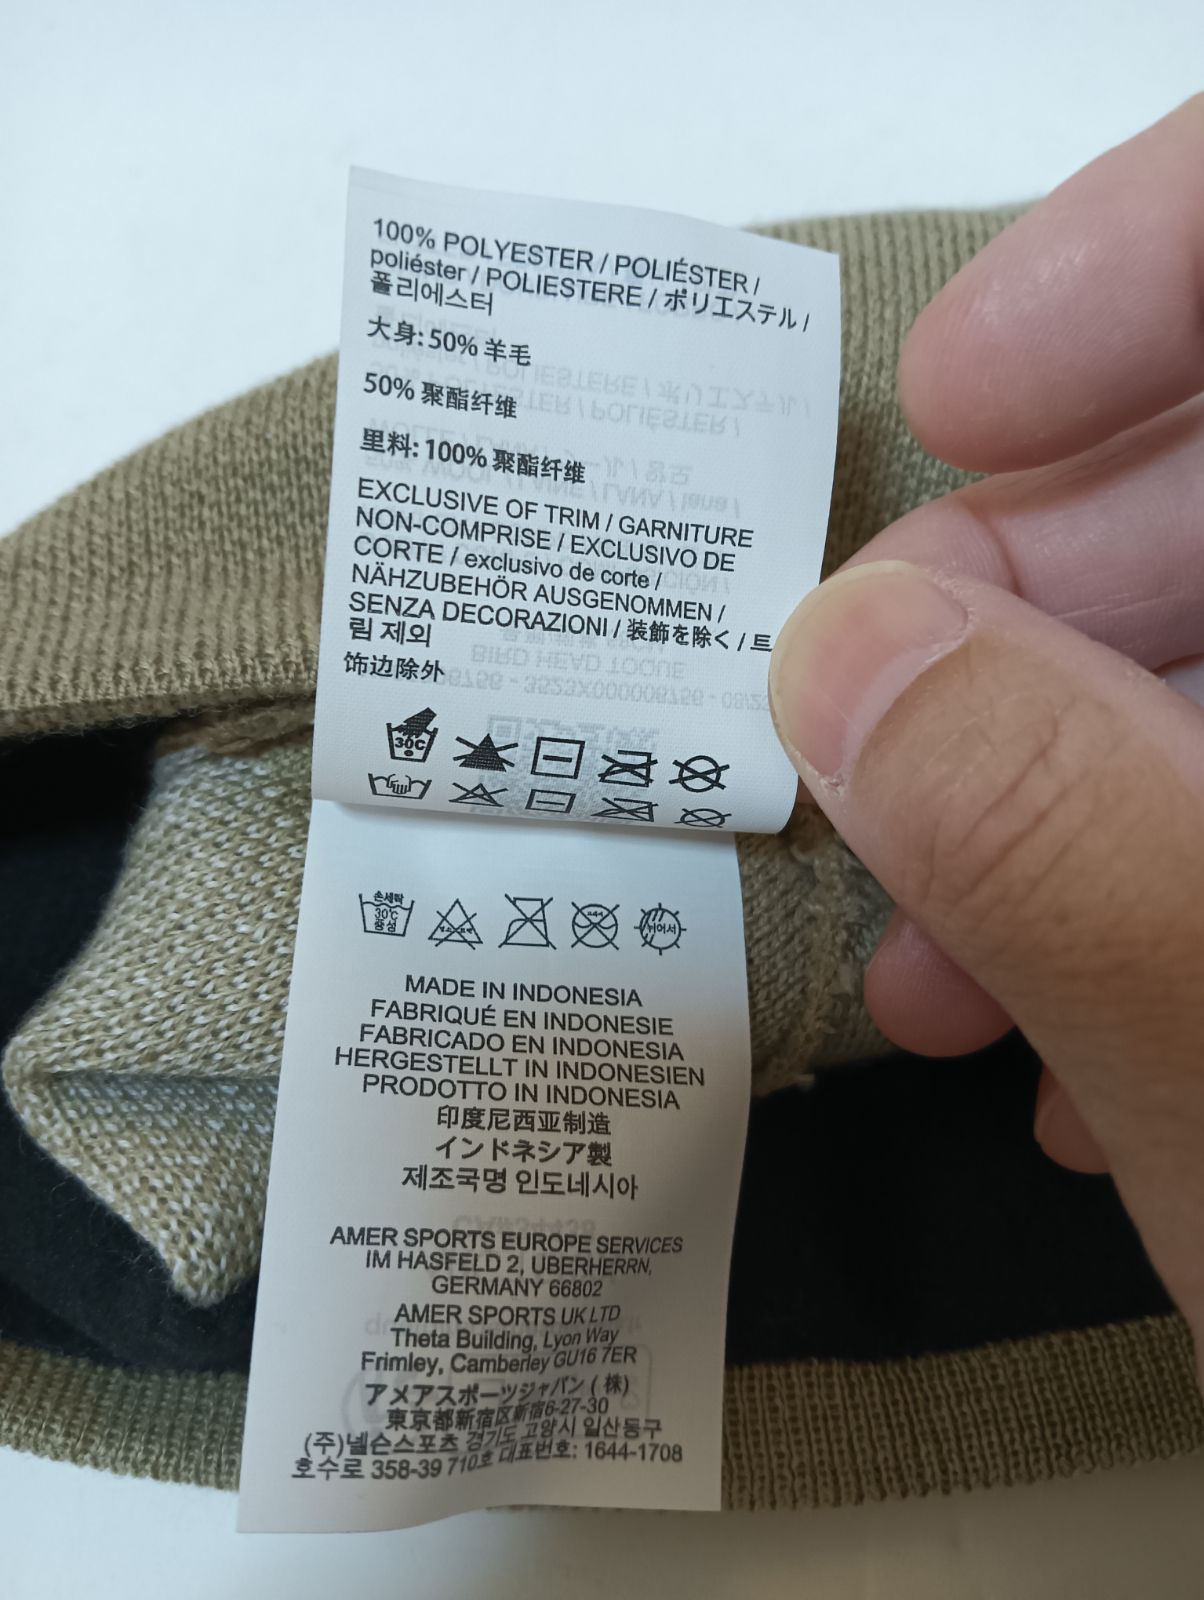 100% POLYESTER / POLIÉSTER /
poliéster / POLIESTERE / ポリエステル /
폴리에스터
大身: 50% 羊毛
50% 聚酯纤维
里料: 100% 聚酯纤维
EXCLUSIVE OF TRIM / GARNITURE
NON-COMPRISE / EXCLUSIVO DE
CORTE / exclusivo de corte /
NÄHZUBEHÖR AUSGENOMMEN /
SENZA DECORAZIONI / 装飾を除く / 트
림 제외
饰边除外
30C
손세탁
30℃
중성
뉘어서
MADE IN INDONESIA
FABRIQUÉ EN INDONESIE
FABRICADO EN INDONESIA
HERGESTELLT IN INDONESIEN
PRODOTTO IN INDONESIA
印度尼西亚制造
インドネシア製
제조국명 인도네시아
AMER SPORTS EUROPE SERVICES
IM HASFELD 2, UBERHERRN,
GERMANY 66802
AMER SPORTS UK LTD
Theta Building, Lyon Way
Frimley, Camberley GU16 7ER
アメアスポーツジャパン (株)
東京都新宿区新宿6-27-30
(주)넬슨스포츠 경기도 고양시 일산동구
호수로 358-39 710호 대표번호: 1644-1708